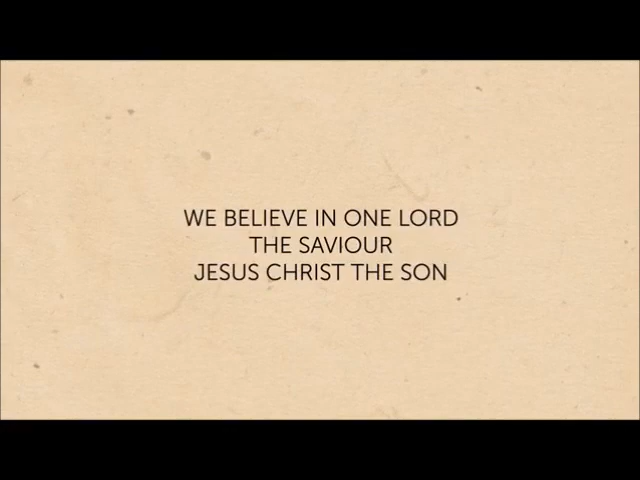 WE BELIEVE IN ONE LORD
THE SAVIOUR
JESUS CHRIST THE SON